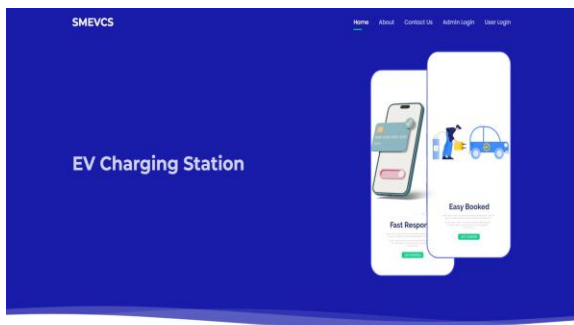 SMEVCS
Home About Contact Us Admin Login User Login
EV Charging Station
Easy Booked
Fast Respon